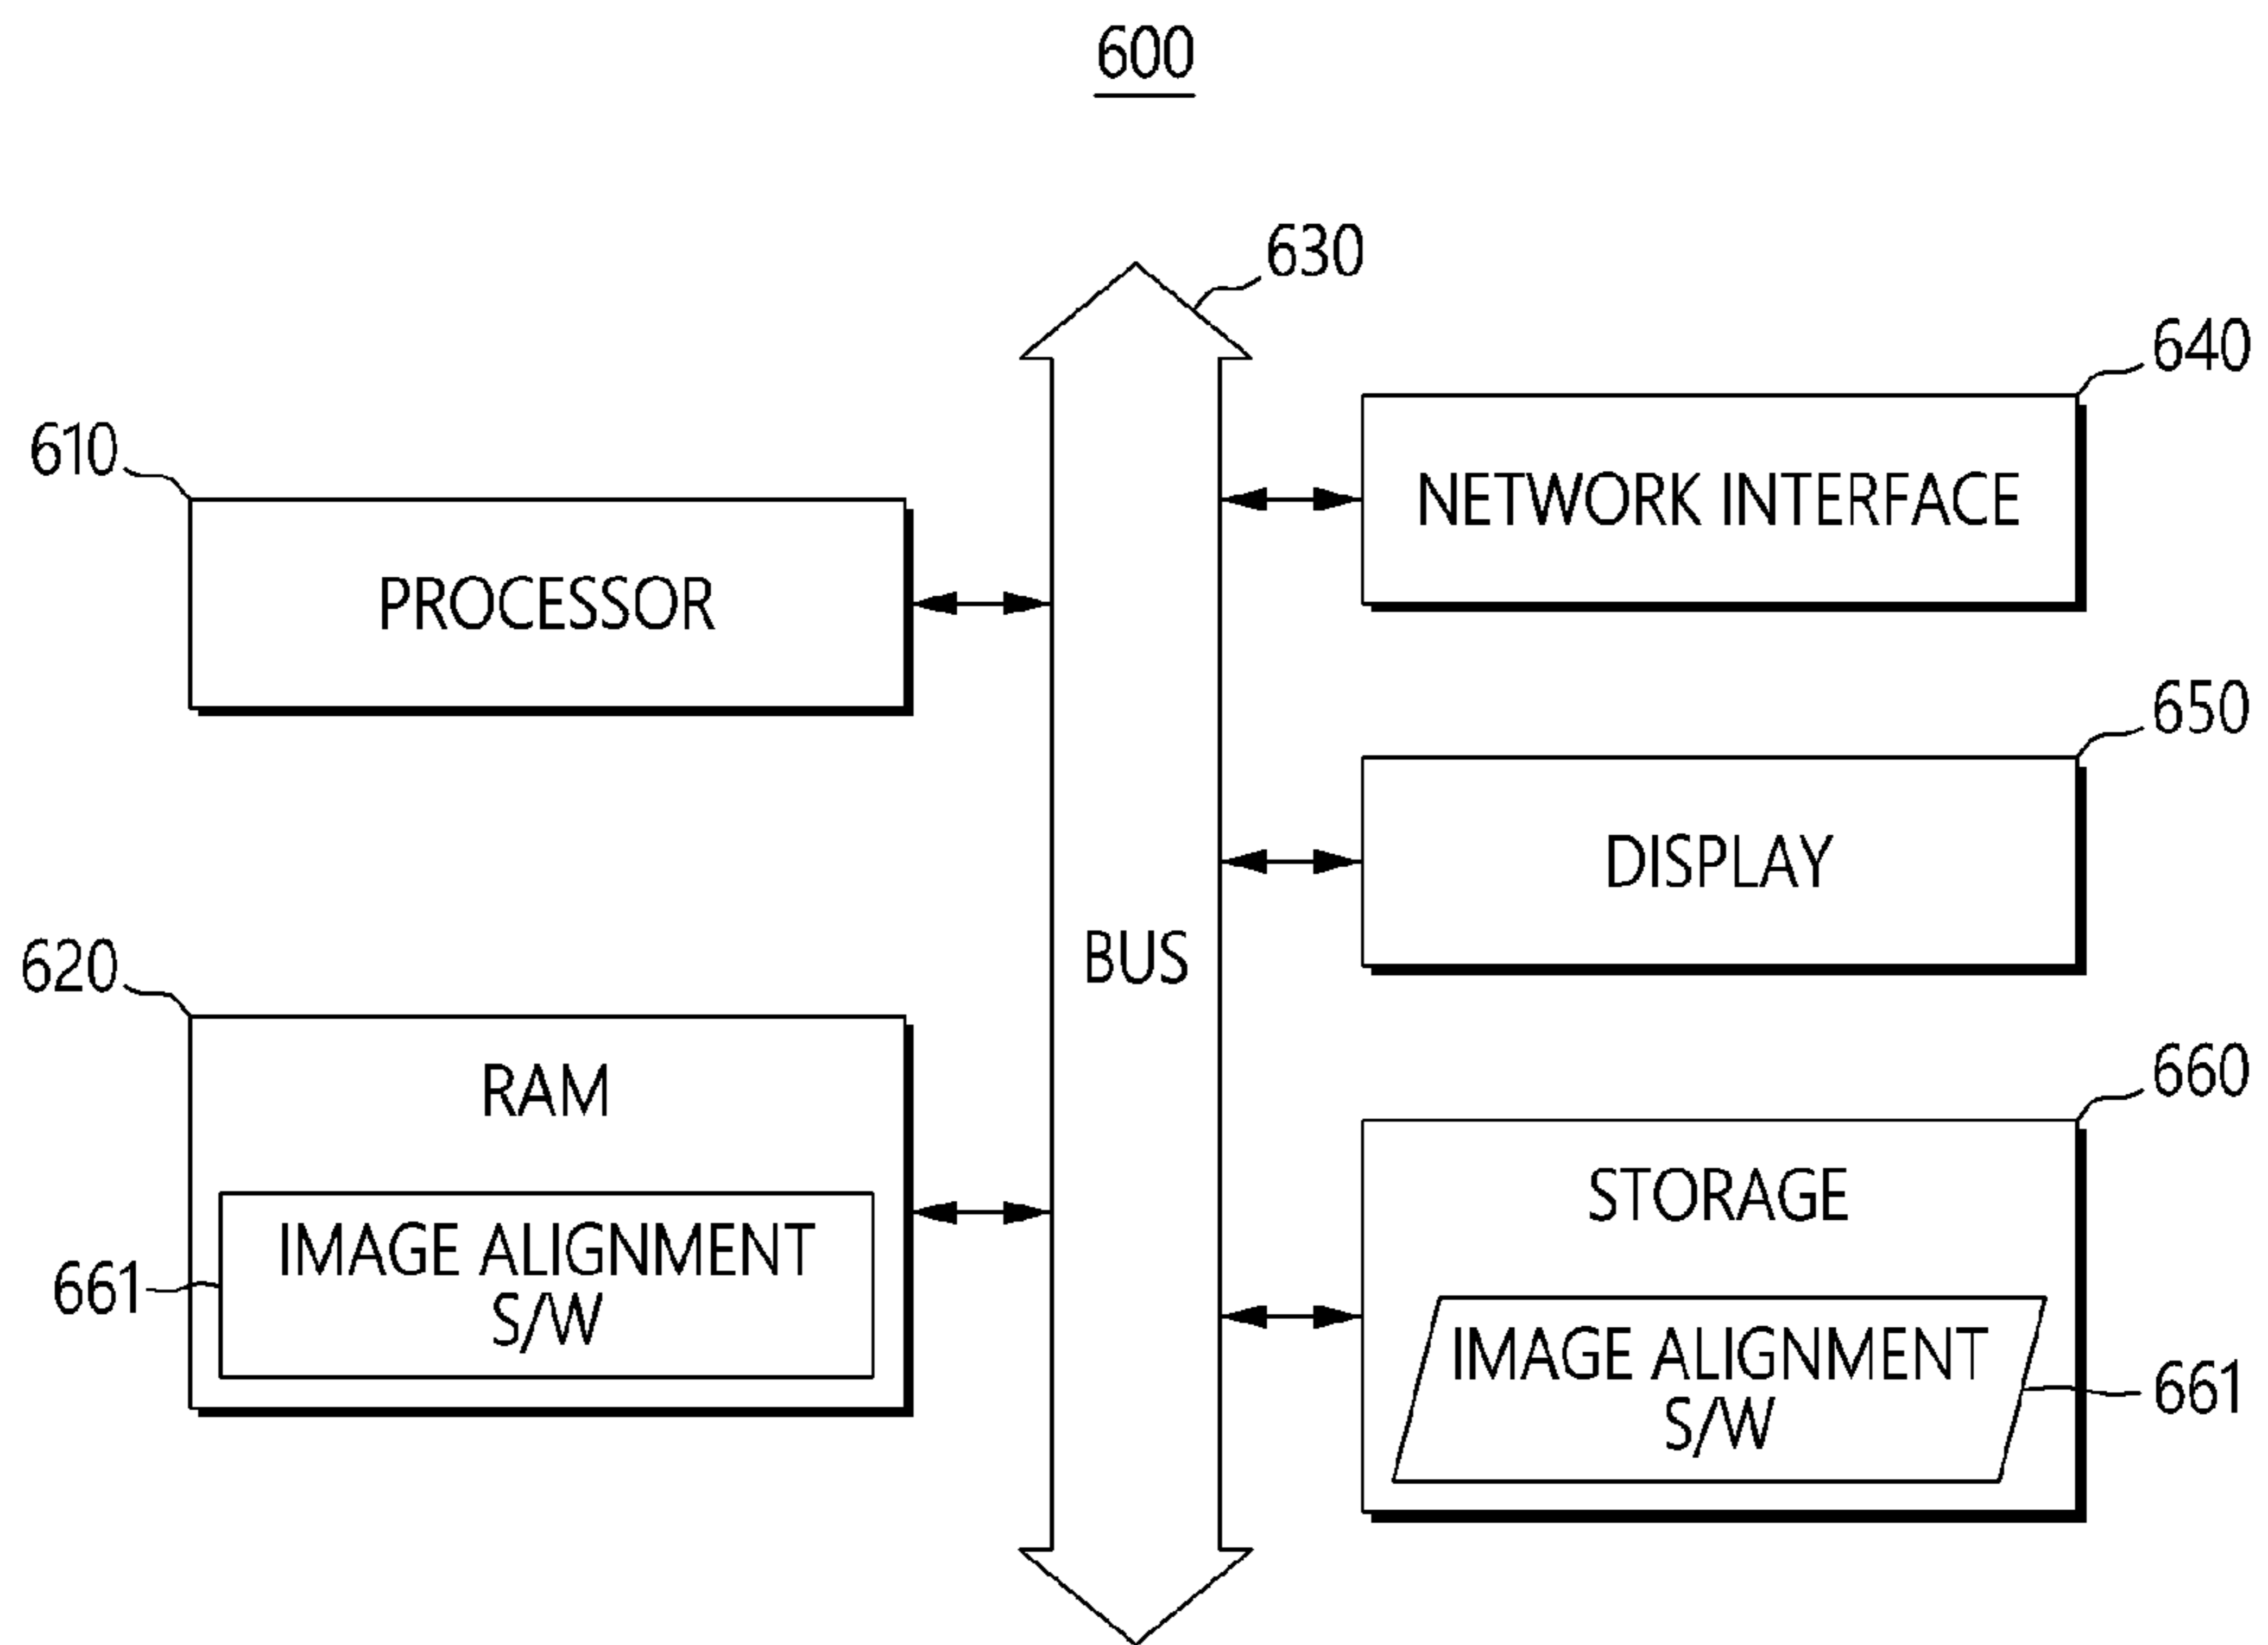 600
630
640
610
NETWORK INTERFACE
PROCESSOR
650
DISPLAY
BUS
620
RAM
660
STORAGE
IMAGE ALIGNMENT
S/W
661
IMAGE ALIGNMENT
S/W
661